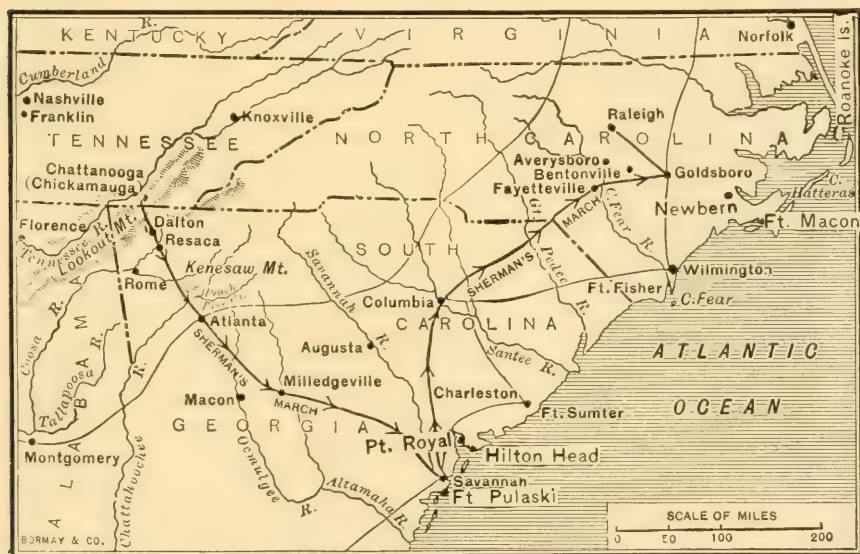 KENTUCKY
R.
VIRGINIA
Norfolk
Roanoke Is.
Cumberland
Nashville
Franklin
Knoxville
Raleigh
TENNESSEE
NORTH CAROLINA
Averysboro
Bentonville
Goldsboro
Chattanooga
(Chickamauga)
Fayetteville
C.
Hatteras
MARCH
C. Fear R.
Newbern
Ft. Macon
Florence
Tennessee R.
Lookout Mt.
Dalton
Resaca
Gt. Pedee R.
SOUTH
Kenesaw Mt.
Savannah R.
SHERMAN'S
Wilmington
Rome
Ft. Fisher
C. Fear
Columbia
Coosa R.
Atlanta
CAROLINA
ATLANTIC
OCEAN
Tallapoosa R.
SHERMAN'S
Augusta
Santee R.
Milledgeville
Charleston
Macon
MARCH
Ft. Sumter
GEORGIA
Pt. Royal
Hilton Head
Montgomery
ALABAMA
Chattahoochee R.
Ocmulgee R.
Altamaha R.
Savannah
Ft Pulaski
SCALE OF MILES
0 50 100 200
BORMAY & CO.